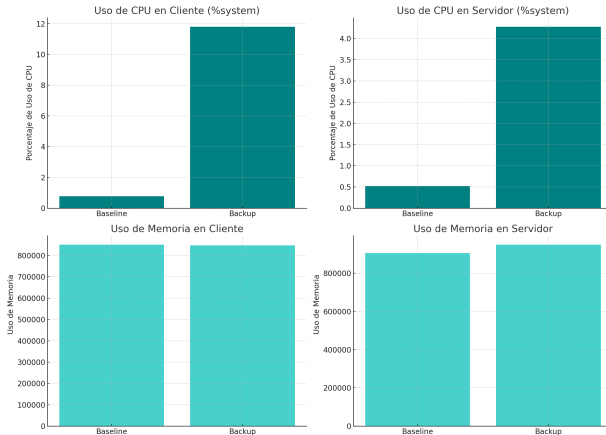 Uso de CPU en Cliente (%system)
Porcentaje de Uso de CPU
12
10
8
6
4
2
0
Baseline
Backup
Uso de CPU en Servidor (%system)
Porcentaje de Uso de CPU
4.0
3.5
3.0
2.5
2.0
1.5
1.0
0.5
0.0
Baseline
Backup
Uso de Memoria en Cliente
Uso de Memoria
800000
700000
600000
500000
400000
300000
200000
100000
0
Baseline
Backup
Uso de Memoria en Servidor
Uso de Memoria
800000
600000
400000
200000
0
Baseline
Backup